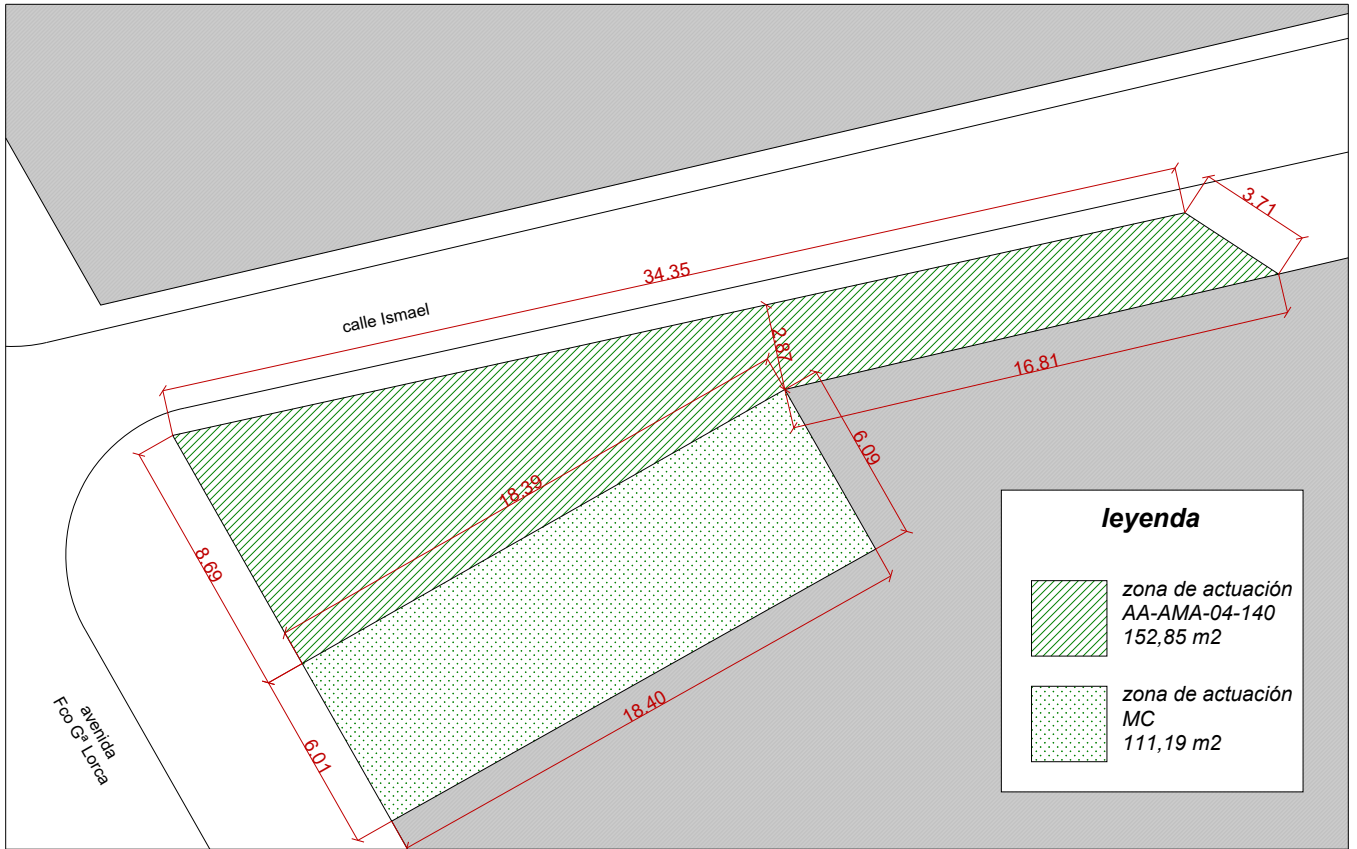 3.71
34.35
calle Ismael
2.87
16.81
6.09
18.39
8.69
18.40
6.01
avenida
Fco Gª Lorca
leyenda
zona de actuación
AA-AMA-04-140
152,85 m2
zona de actuación
MC
111,19 m2